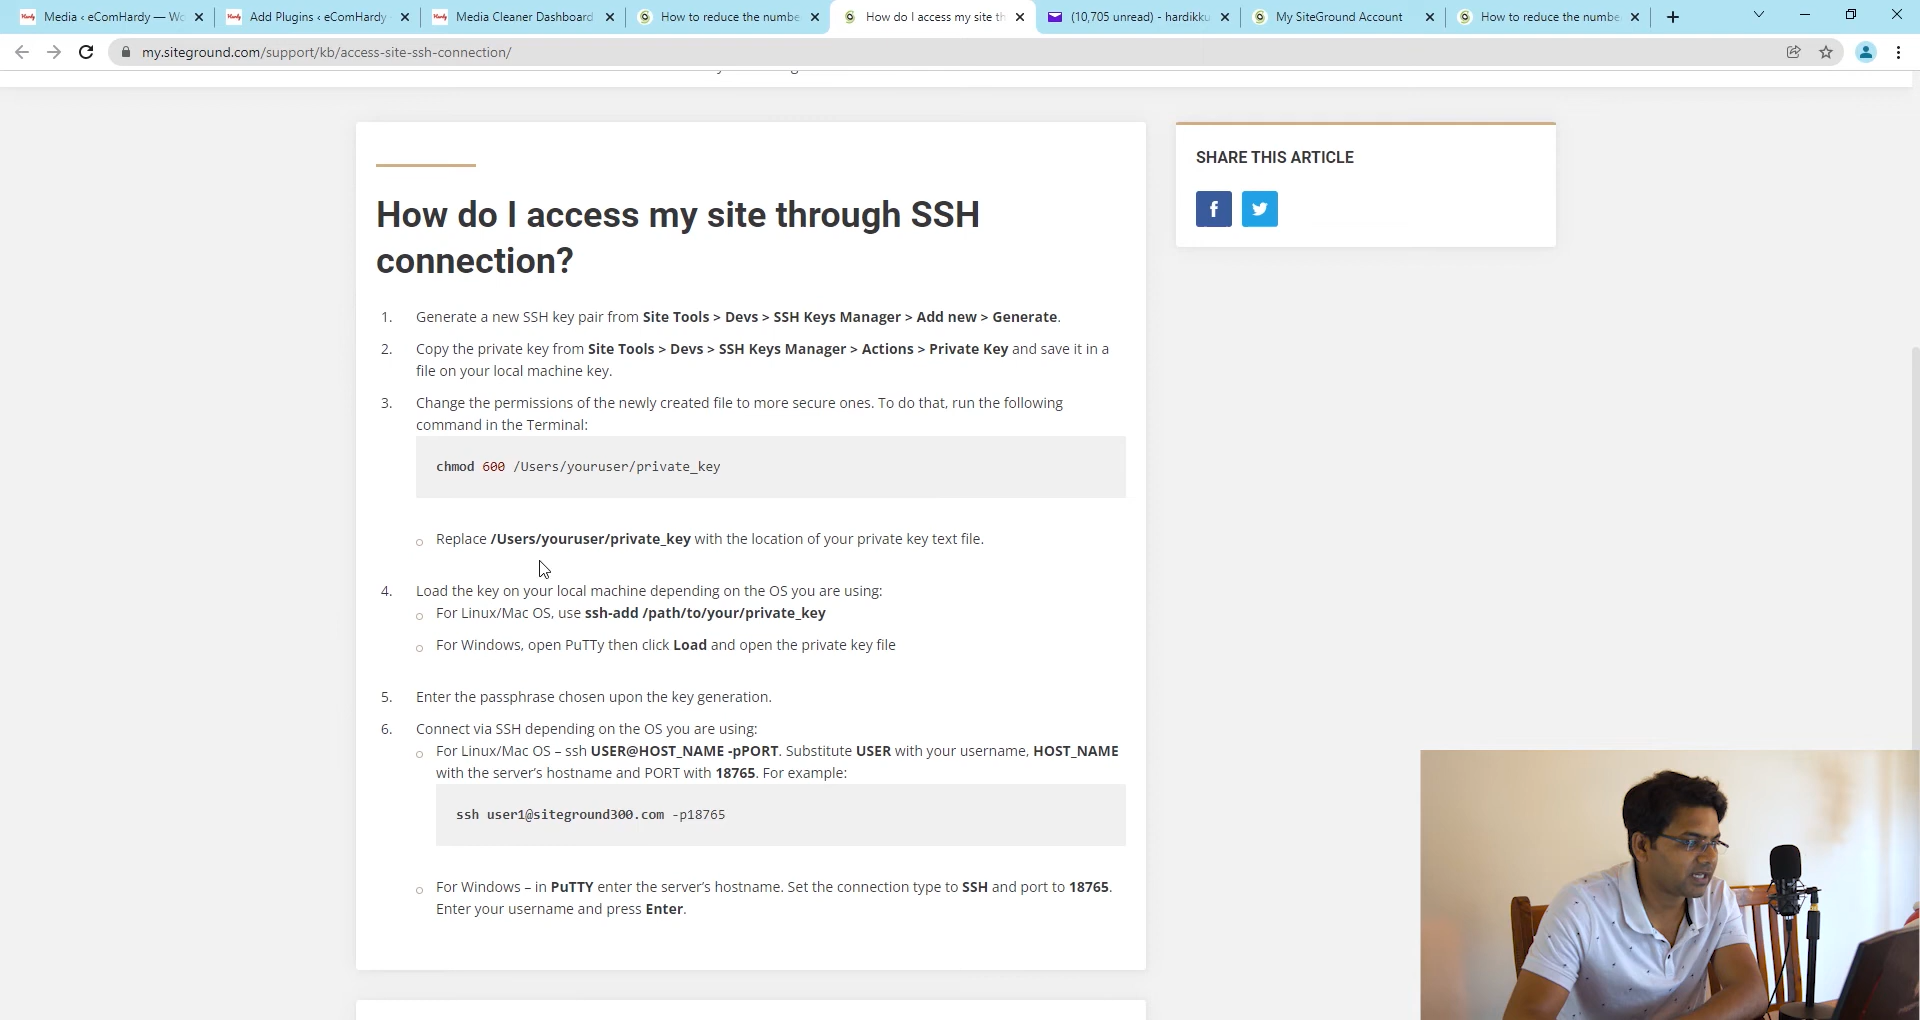 Media ‹ eComHardy — Wo
Add Plugins ‹ eComHardy
Media Cleaner Dashboard
How to reduce the numbe
How do I access my site th
(10,705 unread) - hardikku
My SiteGround Account
How to reduce the numbe
my.siteground.com/support/kb/access-site-ssh-connection/
How do I access my site through SSH
connection?
1. Generate a new SSH key pair from Site Tools > Devs > SSH Keys Manager > Add new > Generate.
2. Copy the private key from Site Tools > Devs > SSH Keys Manager > Actions > Private Key and save it in a
file on your local machine key.
3. Change the permissions of the newly created file to more secure ones. To do that, run the following
command in the Terminal:
chmod 600 /Users/youruser/private_key
Replace /Users/youruser/private_key with the location of your private key text file.
4. Load the key on your local machine depending on the OS you are using:
For Linux/Mac OS, use ssh-add /path/to/your/private_key
For Windows, open PuTTy then click Load and open the private key file
5. Enter the passphrase chosen upon the key generation.
6. Connect via SSH depending on the OS you are using:
For Linux/Mac OS – ssh USER@HOST_NAME -pPORT. Substitute USER with your username, HOST_NAME
with the server's hostname and PORT with 18765. For example:
ssh user1@siteground300.com -p18765
For Windows – in PuTTY enter the server's hostname. Set the connection type to SSH and port to 18765.
Enter your username and press Enter.
SHARE THIS ARTICLE